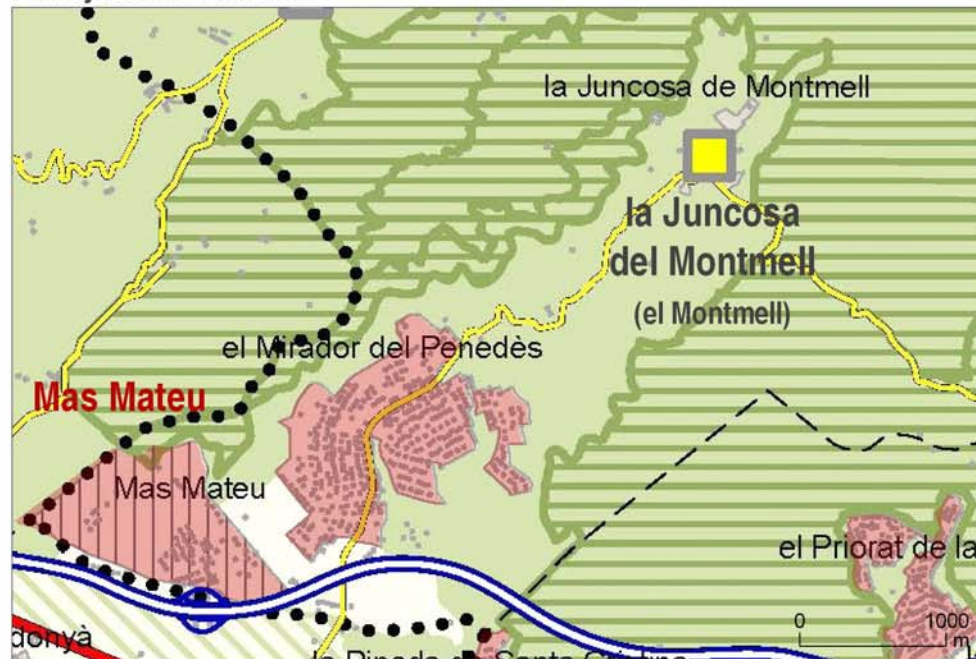 la Juncosa de Montmell
la Juncosa
del Montmell
(el Montmell)
el Mirador del Penedès
Mas Mateu
Mas Mateu
el Priorat de la
0 1000
m
donyà